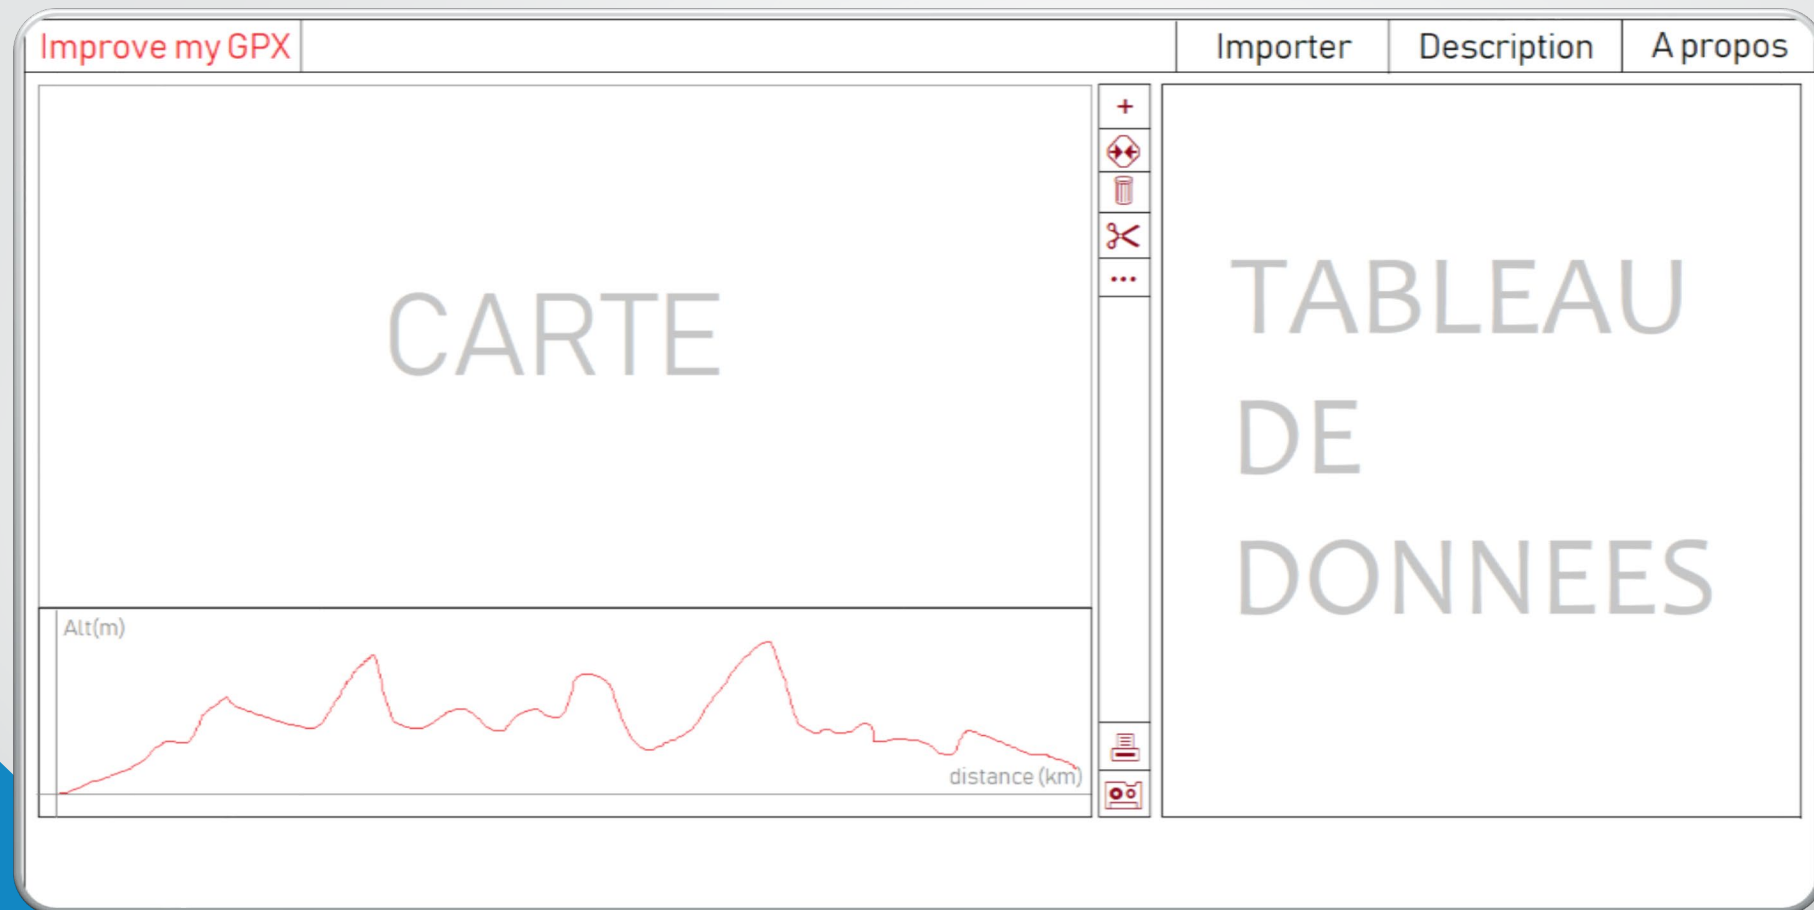 Improve my GPX
Importer
Description
A propos
CARTE
TABLEAU
DE
DONNEES
Alt(m)
distance (km)